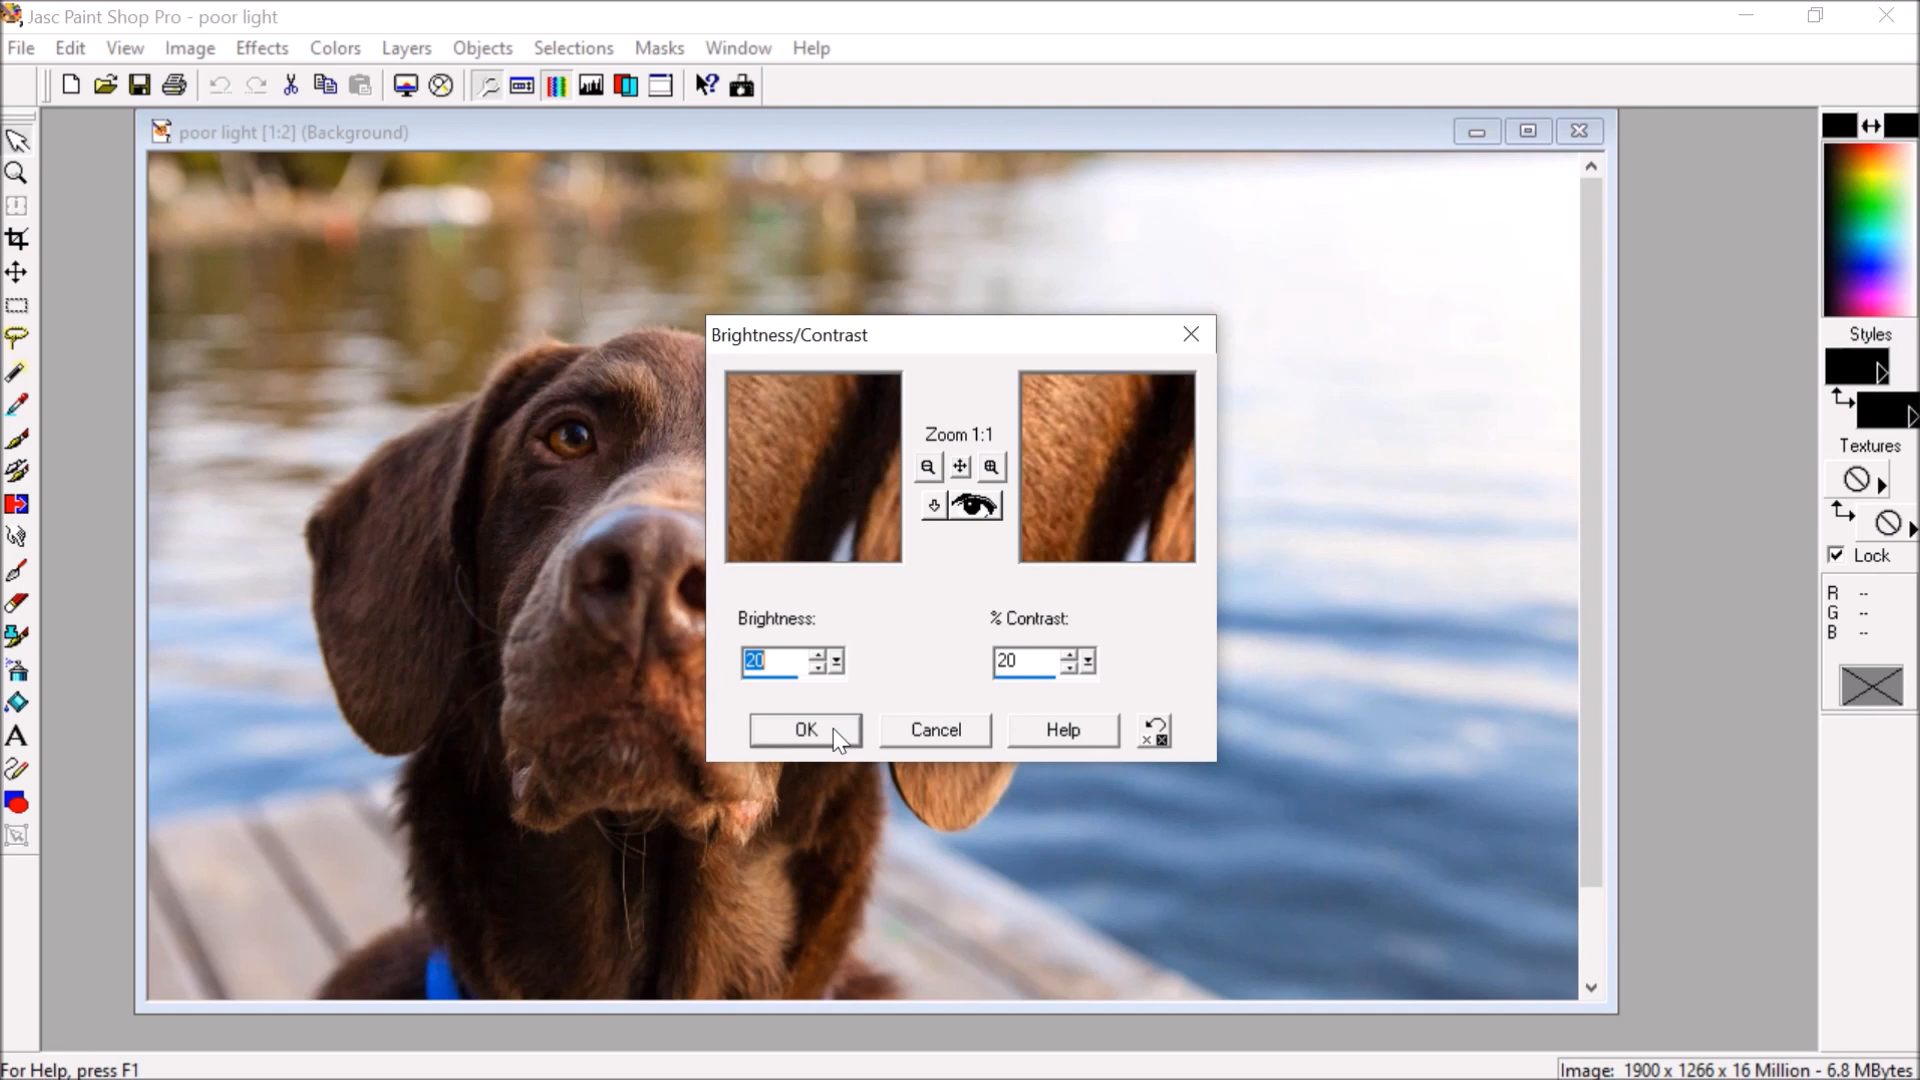 Jasc Paint Shop Pro - poor light
File Edit View Image Effects Colors Layers Objects Selections Masks Window Help
poor light [1:2] (Background)
Brightness/Contrast
Zoom 1:1
Brightness: % Contrast:
20 20
OK Cancel Help
Styles
Textures
Lock
R --
G --
B --
For Help, press F1
Image: 1900 x 1266 x 16 Million - 6.8 MBytes